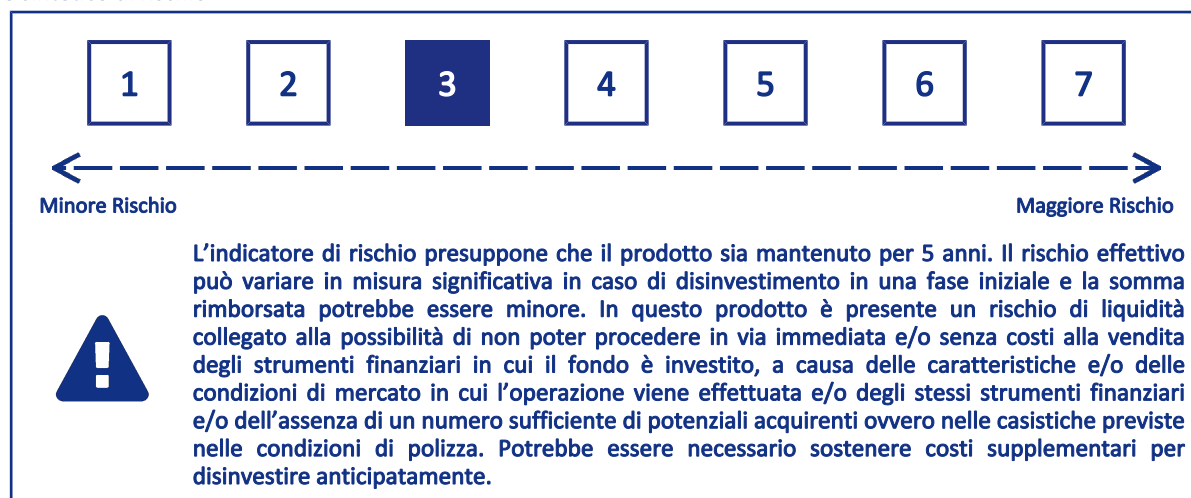 1 2 3 4 5 6 7
Minore Rischio Maggiore Rischio
L'indicatore di rischio presuppone che il prodotto sia mantenuto per 5 anni. Il rischio effettivo
può variare in misura significativa in caso di disinvestimento in una fase iniziale e la somma
rimborsata potrebbe essere minore. In questo prodotto è presente un rischio di liquidità
collegato alla possibilità di non poter procedere in via immediata e/o senza costi alla vendita
degli strumenti finanziari in cui il fondo è investito, a causa delle caratteristiche e/o delle
condizioni di mercato in cui l'operazione viene effettuata e/o degli stessi strumenti finanziari
e/o dell'assenza di un numero sufficiente di potenziali acquirenti ovvero nelle casistiche previste
nelle condizioni di polizza. Potrebbe essere necessario sostenere costi supplementari per
disinvestire anticipatamente.